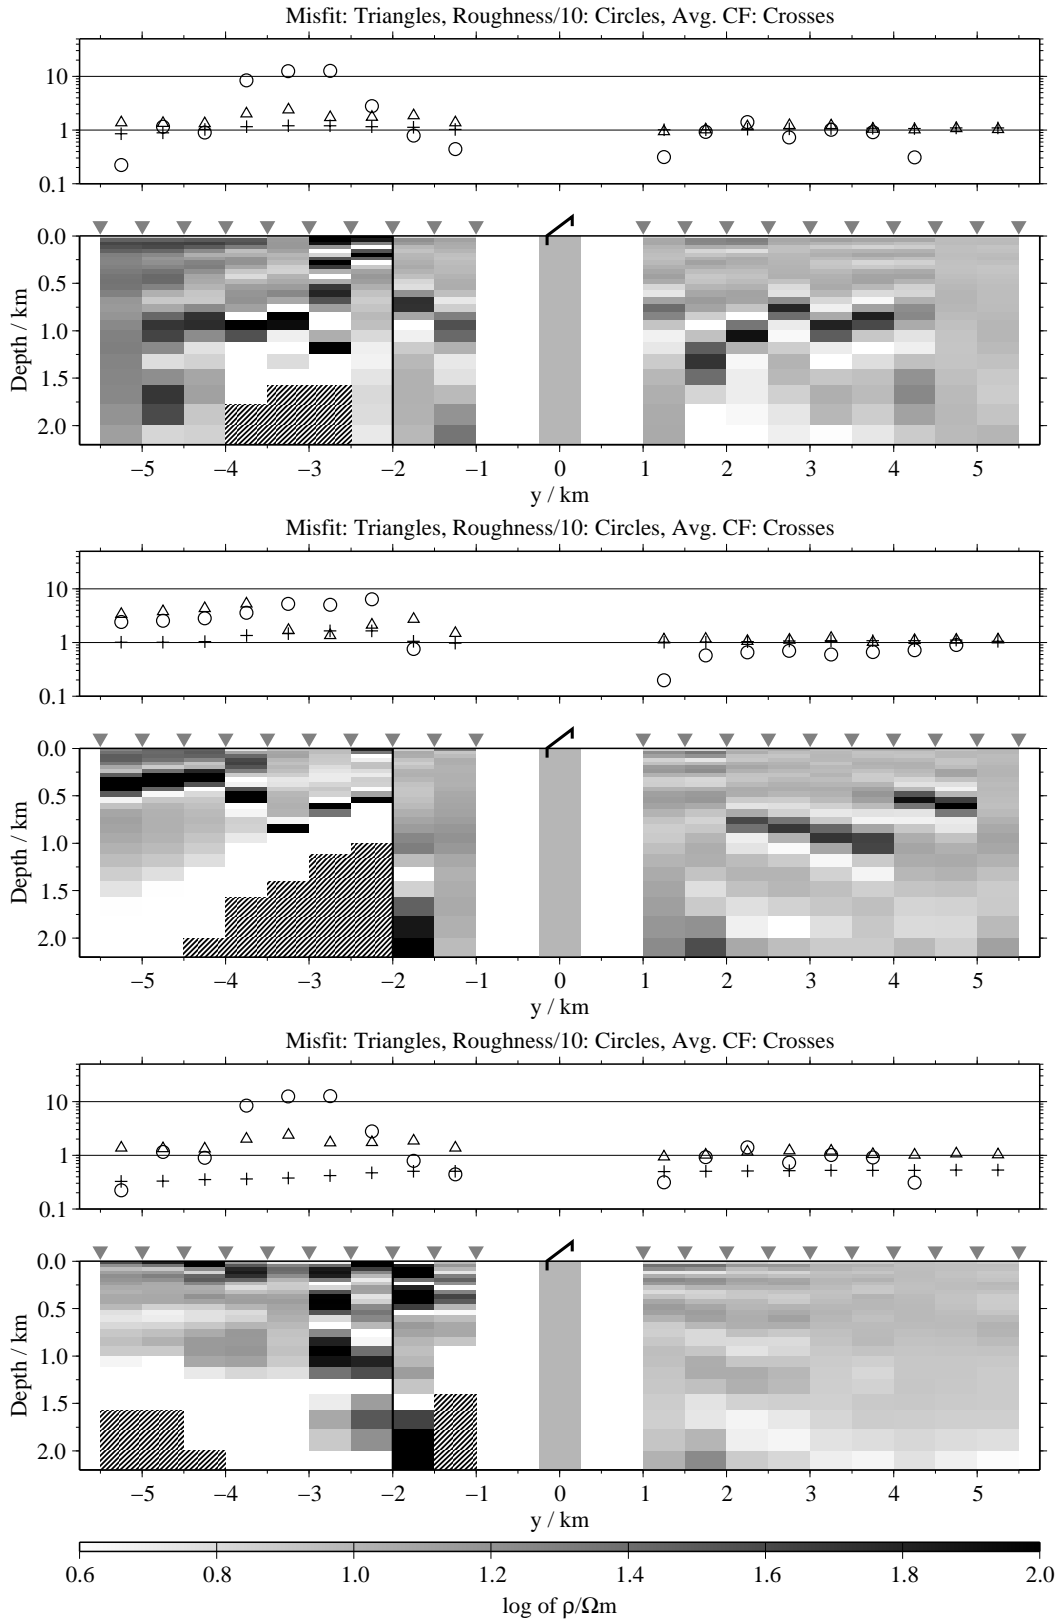 Misfit: Triangles, Roughness/10: Circles, Avg. CF: Crosses
10
1
0.1
0.0
0.5
1.0
1.5
2.0
Depth / km
−5 −4 −3 −2 −1 0 1 2 3 4 5
y / km
Misfit: Triangles, Roughness/10: Circles, Avg. CF: Crosses
10
1
0.1
0.0
0.5
1.0
1.5
2.0
Depth / km
−5 −4 −3 −2 −1 0 1 2 3 4 5
y / km
Misfit: Triangles, Roughness/10: Circles, Avg. CF: Crosses
10
1
0.1
0.0
0.5
1.0
1.5
2.0
Depth / km
−5 −4 −3 −2 −1 0 1 2 3 4 5
y / km
0.6 0.8 1.0 1.2 1.4 1.6 1.8 2.0
log of ρ/Ωm